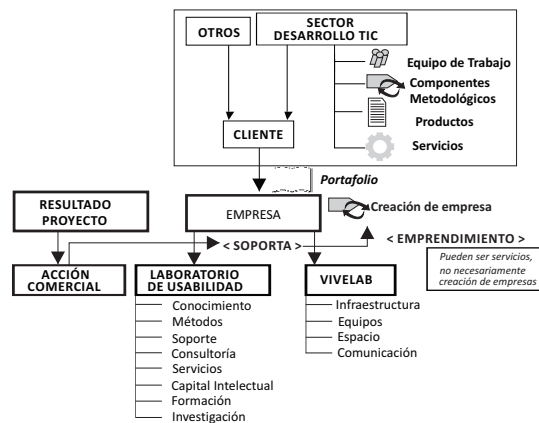 OTROS
SECTOR
DESARROLLO TIC
Equipo de Trabajo
Componentes
Metodológicos
Productos
Servicios
CLIENTE
Portafolio
RESULTADO
PROYECTO
EMPRESA
Creación de empresa
< SOPORTA >
< EMPRENDIMIENTO >
Pueden ser servicios,
no necesariamente
creación de empresas
ACCIÓN
COMERCIAL
LABORATORIO
DE USABILIDAD
Conocimiento
Métodos
Soporte
Consultoría
Servicios
Capital Intelectual
Formación
Investigación
VIVELAB
Infraestructura
Equipos
Espacio
Comunicación